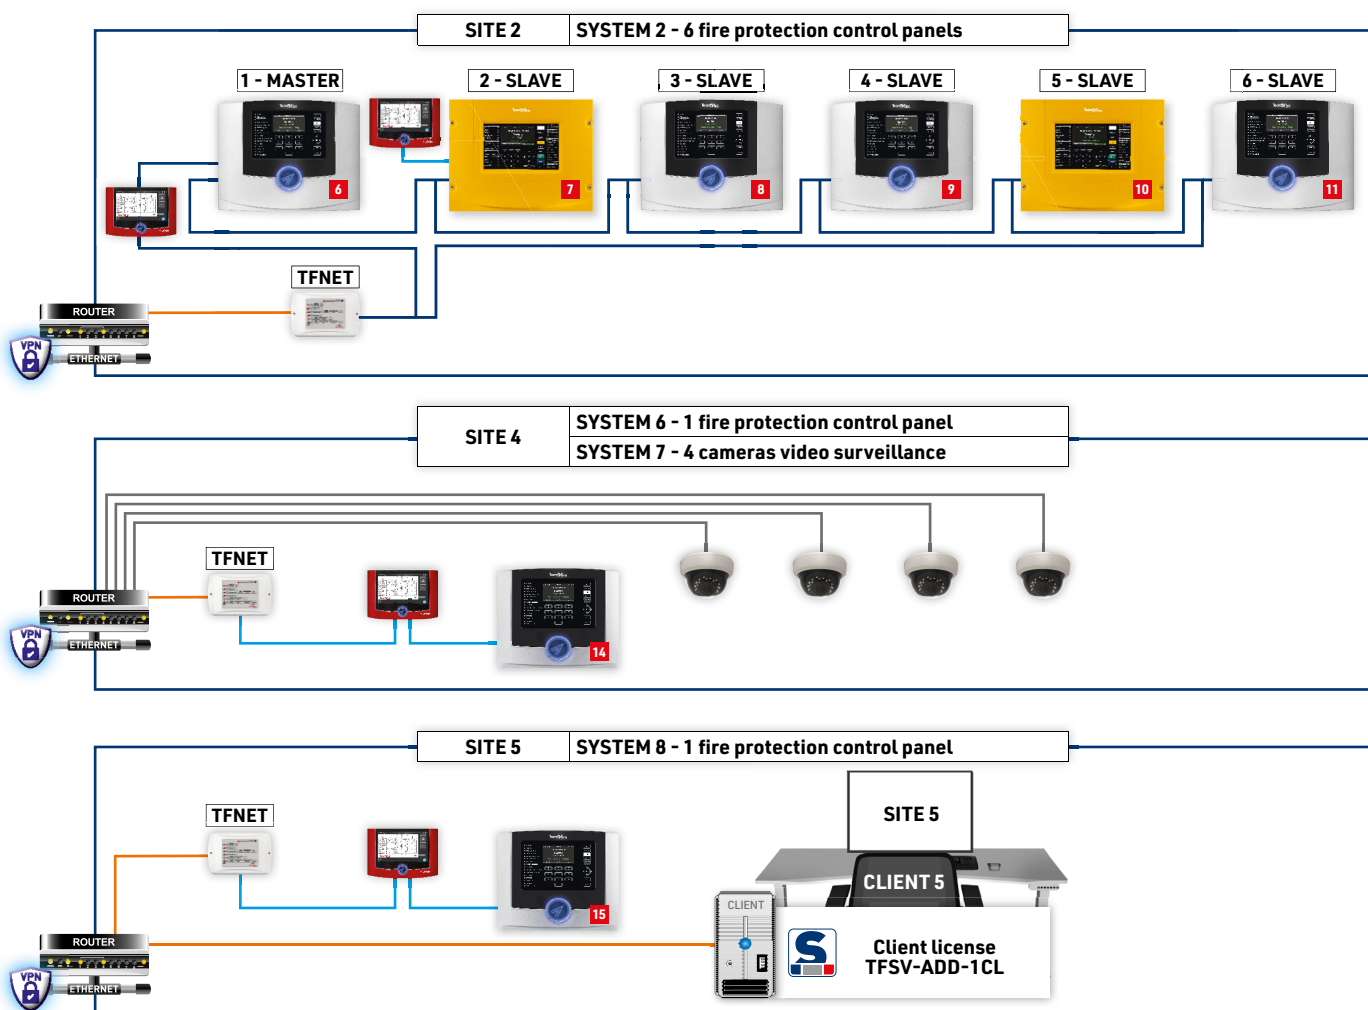 SITE 2
SYSTEM 2 - 6 fire protection control panels
1 - MASTER
2 - SLAVE
3 - SLAVE
4 - SLAVE
5 - SLAVE
6 - SLAVE
6
7
8
9
10
11
TFNET
ROUTER
VPN
ETHERNET
SITE 4
SYSTEM 6 - 1 fire protection control panel
SYSTEM 7 - 4 cameras video surveillance
TFNET
ROUTER
VPN
ETHERNET
14
SITE 5
SYSTEM 8 - 1 fire protection control panel
TFNET
15
SITE 5
CLIENT 5
CLIENT
S
Client license
TFSV-ADD-1CL
ROUTER
VPN
ETHERNET